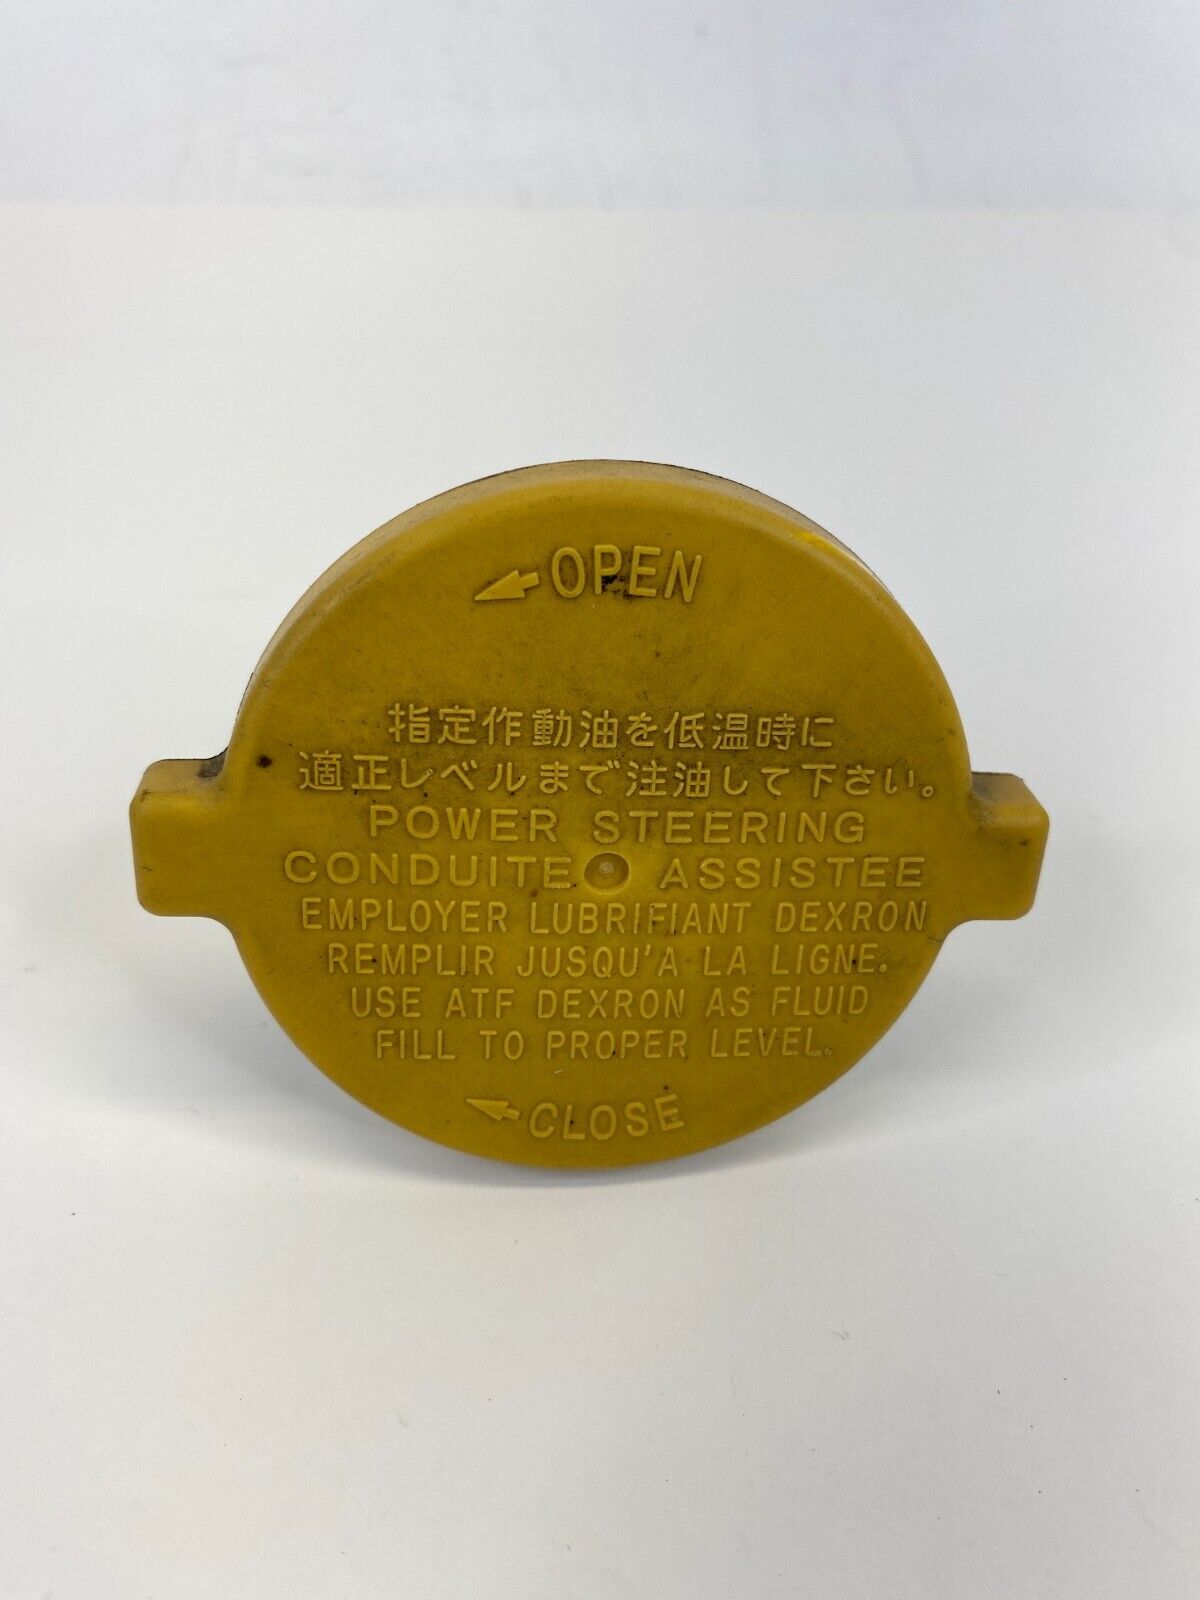 OPEN
指定作動油を低温時に
適正レベルまで注油して下さい。
POWER STEERING
CONDUITE ASSISTEE
EMPLOYER LUBRIFIANT DEXRON
REMPLIR JUSQU'A LA LIGNE.
USE ATF DEXRON AS FLUID
FILL TO PROPER LEVEL.
CLOSE